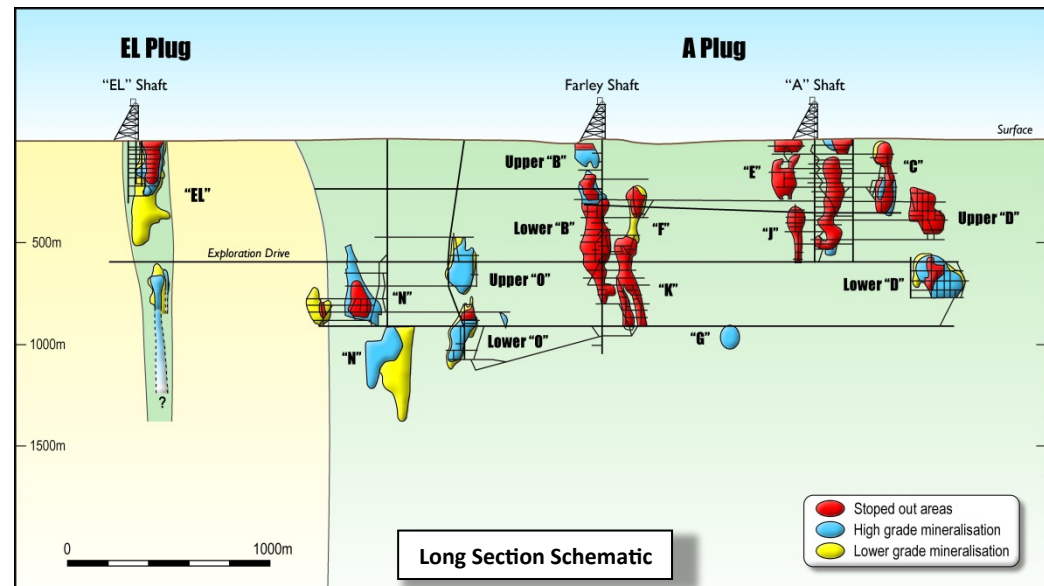 EL Plug
A Plug
“EL” Shaft
Farley Shaft
“A” Shaft
Surface
Upper “B”
“E”
“C”
“EL”
Lower “B”
“F”
“J”
Upper “D”
500m
Exploration Drive
Upper “O”
Lower “D”
“N”
“K”
1000m
“N”
Lower “O”
“G”
?
1500m
Stoped out areas
High grade mineralisation
Lower grade mineralisation
0
1000m
Long Section Schematic